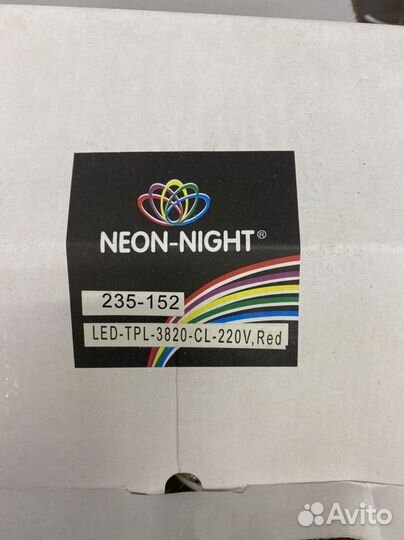 NEON-NIGHT®
235-152
LED-TPL-3820-CL-220V,Red
Avito